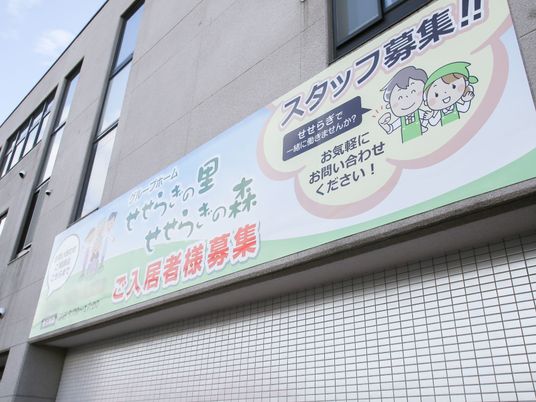 グループホーム
せせらぎの里
せせらぎの森
ご入居者様募集
スタッフ募集!!
せせらぎで
一緒に働きませんか?
お気軽に
お問い合わせ
ください!